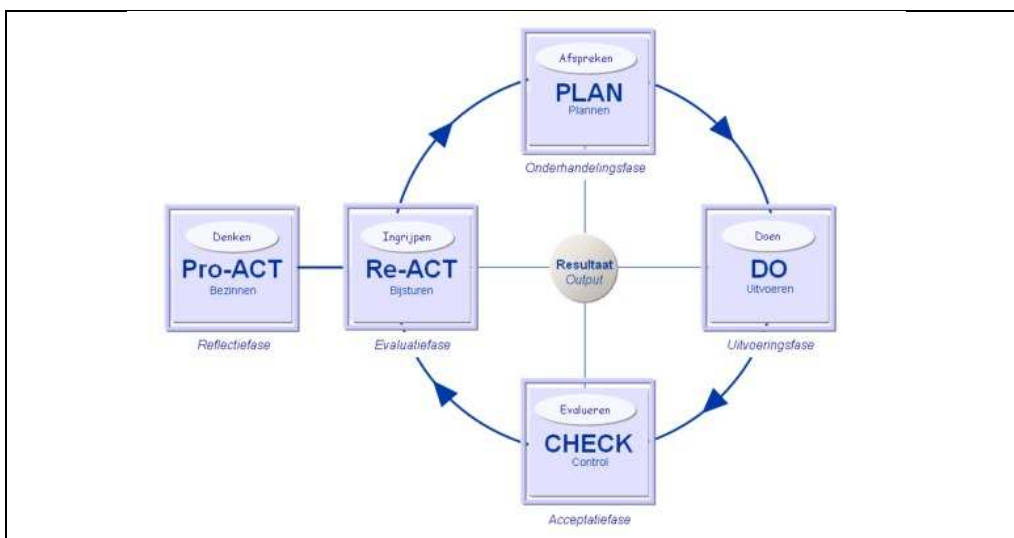 Afspreken
PLAN
Plannen
Onderhandelingsfase
Denken
Pro-ACT
Bezinnen
Reflectiefase
Ingrijpen
Re-ACT
Bijsturen
Evaluatiefase
Resultaat
Output
Doen
DO
Uitvoeren
Uitvoeringsfase
Evalueren
CHECK
Control
Acceptatiefase